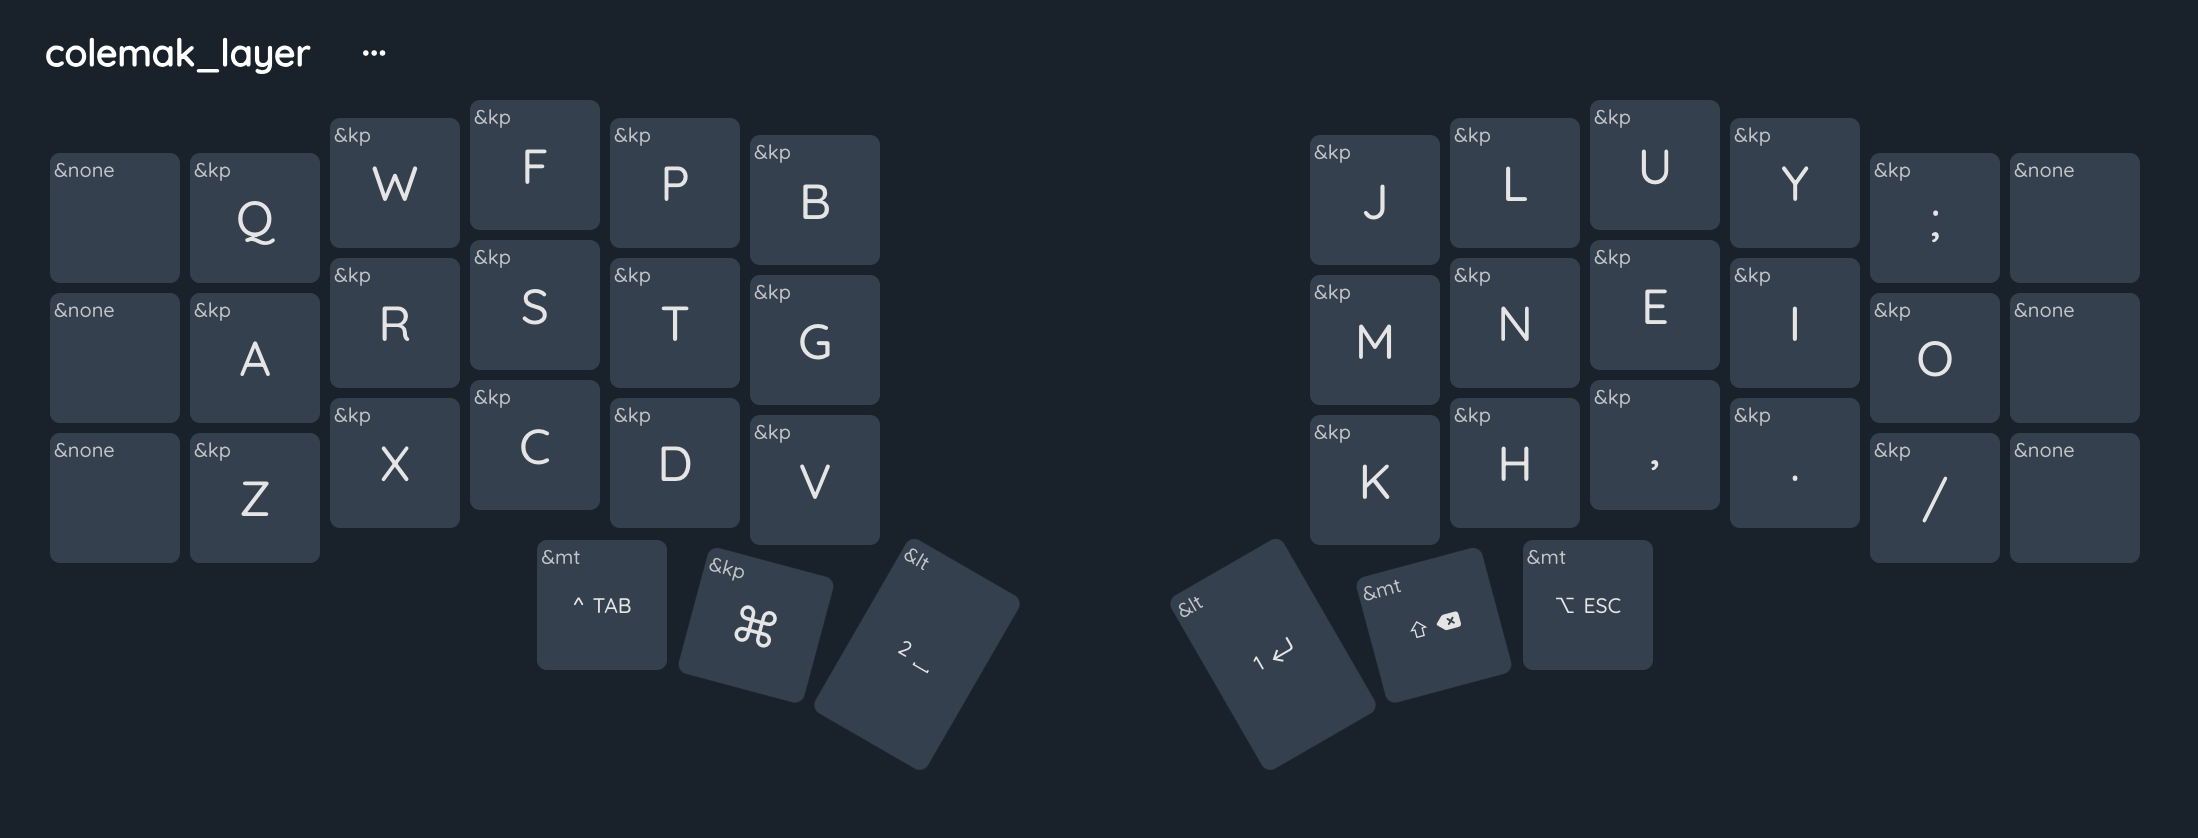 colemak_layer ...
&none &kp Q &kp W &kp F &kp P &kp B &kp J &kp L &kp U &kp Y &kp ; &none
&none &kp A &kp R &kp S &kp T &kp G &kp M &kp N &kp E &kp I &kp O &none
&none &kp Z &kp X &kp C &kp D &kp V &kp K &kp H &kp , &kp . &kp / &none
&mt ^ TAB &kp ⌘ &lt 2 ⎵ &lt 1 ↵ &mt ⇧ ⌫ &mt ⌥ ESC